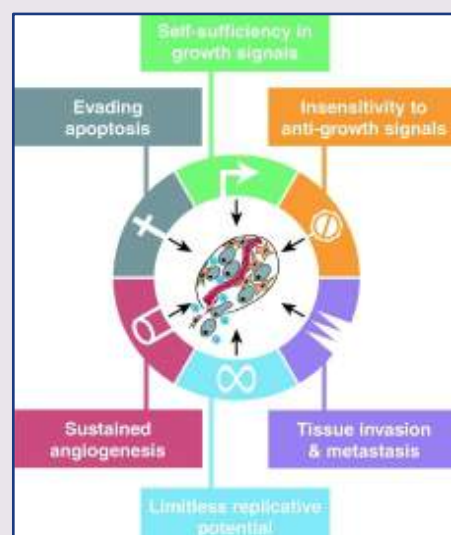 Self-sufficiency in
growth signals
Evading
apoptosis
Insensitivity to
anti-growth signals
Sustained
angiogenesis
Tissue invasion
& metastasis
Limitless replicative
potential